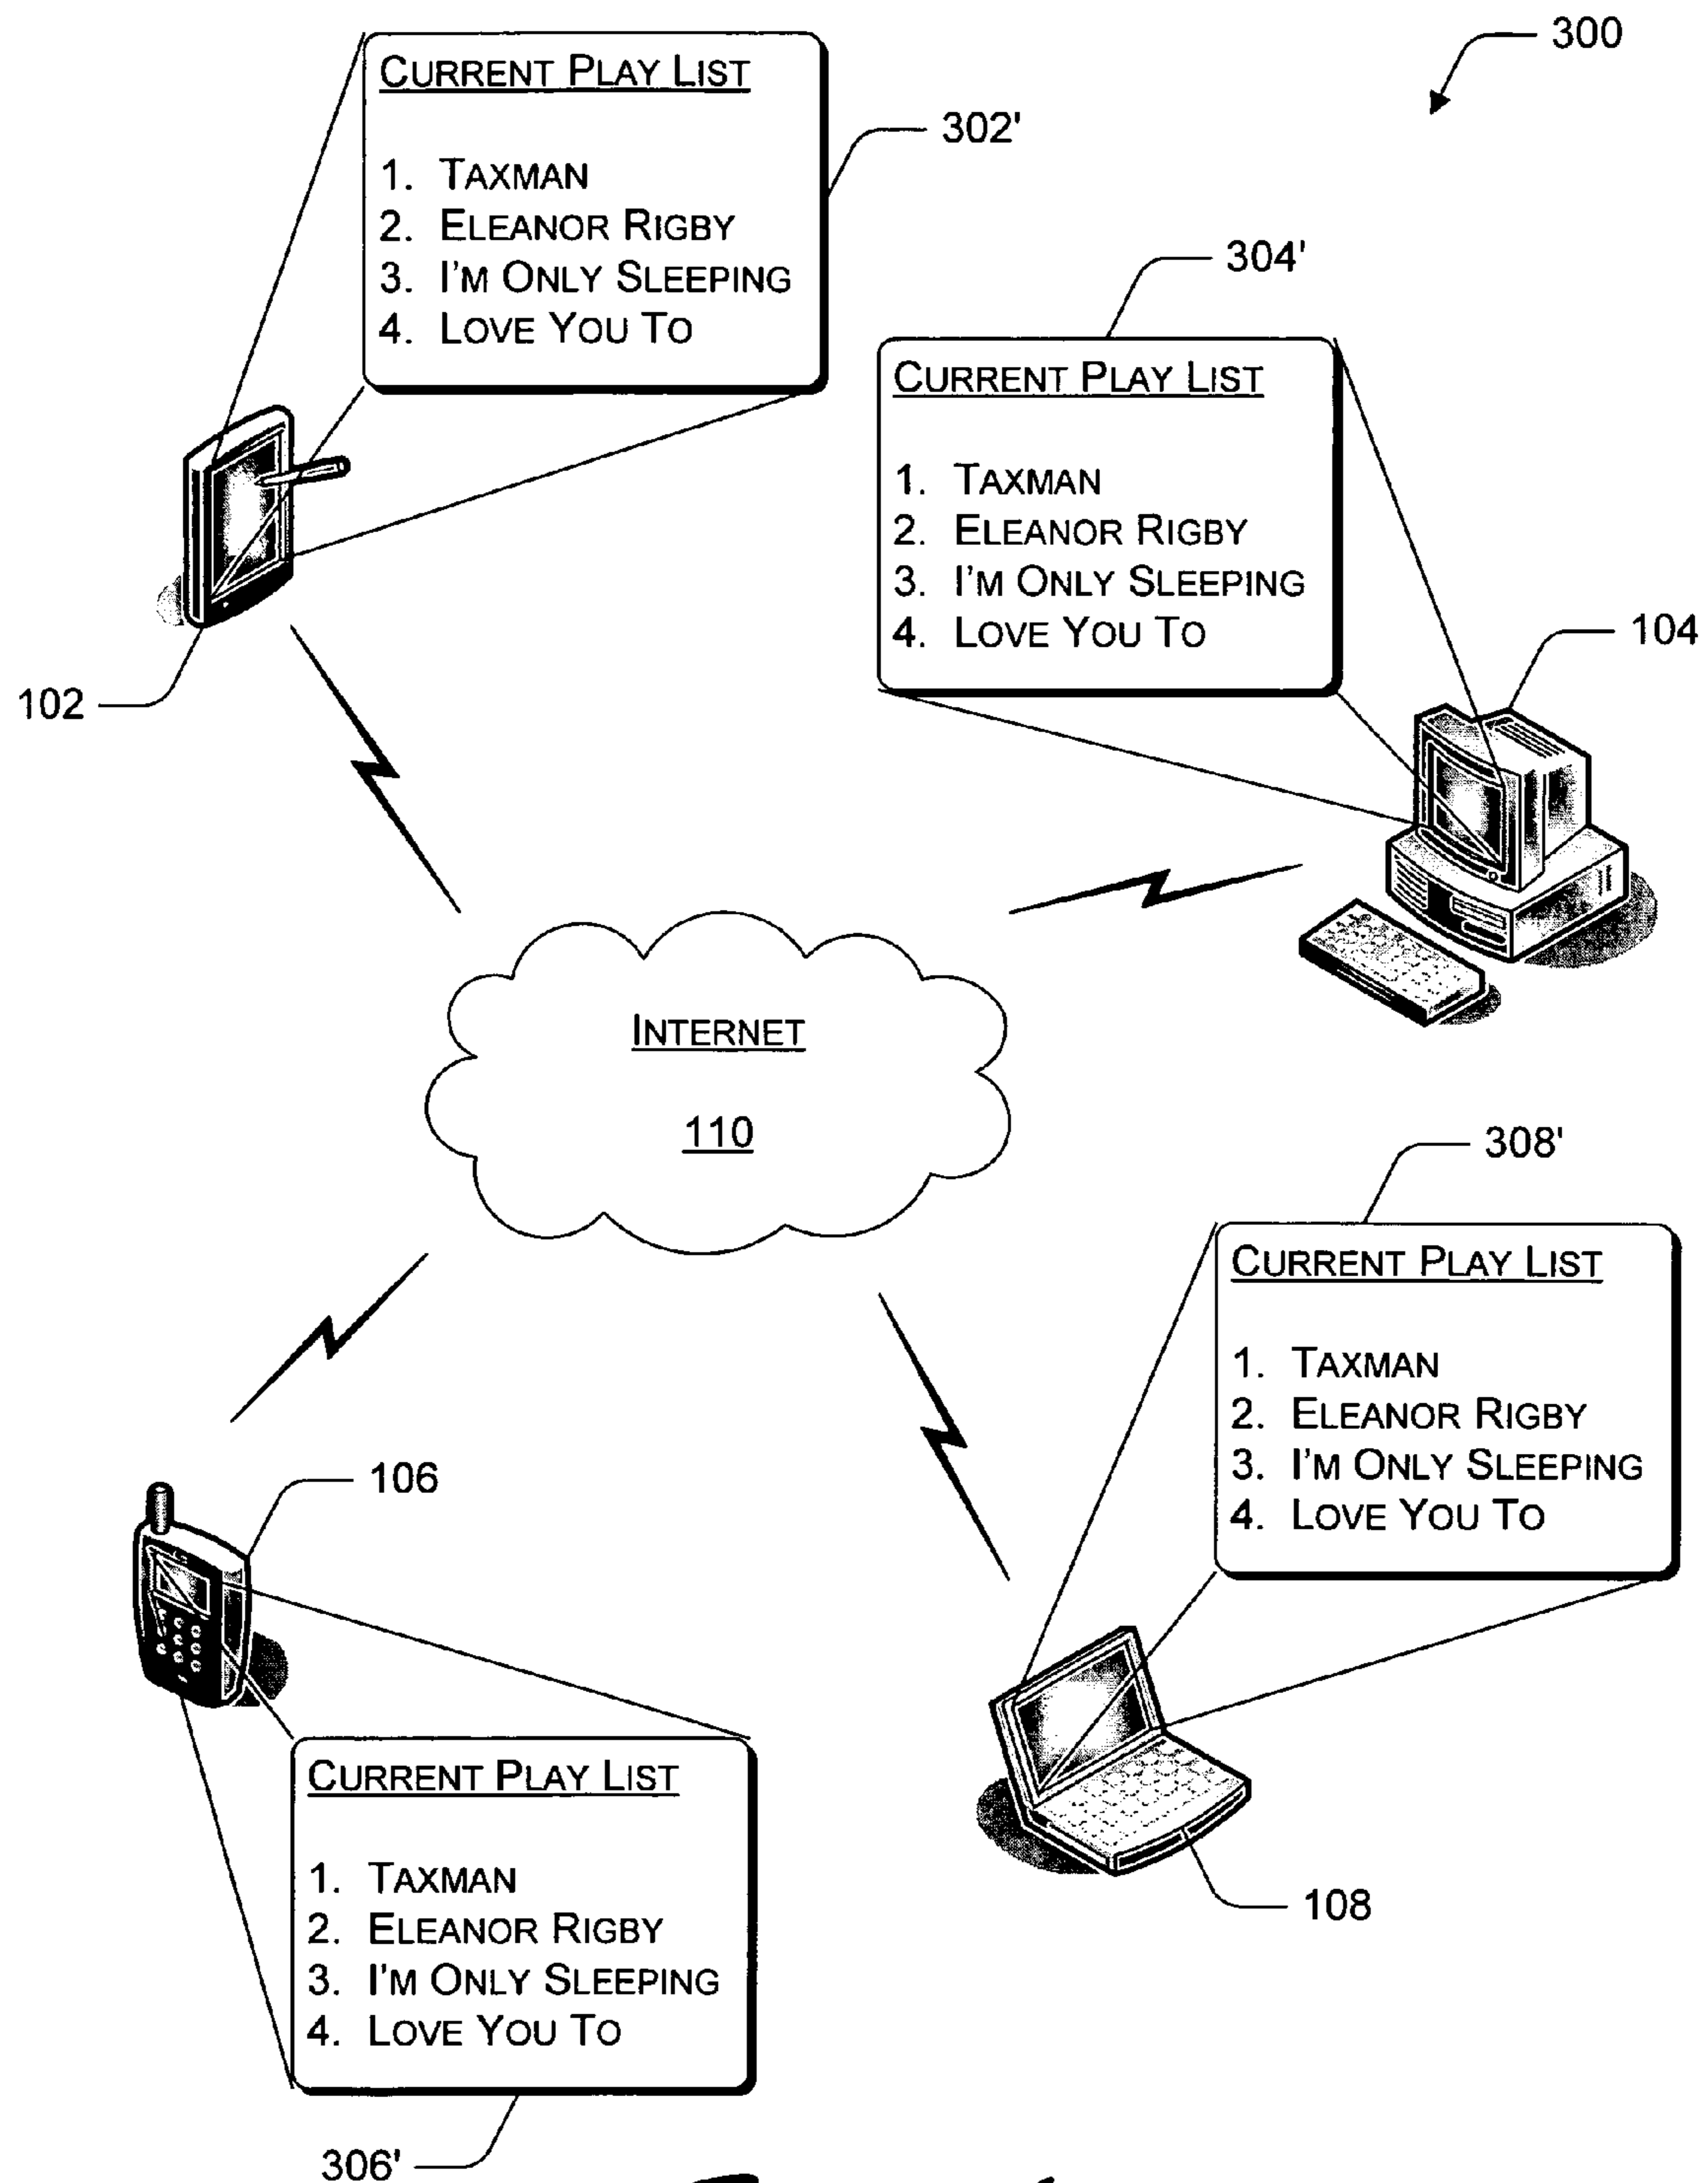 300
CURRENT PLAY LIST
1. TAXMAN
2. ELEANOR RIGBY
3. I'M ONLY SLEEPING
4. LOVE YOU TO
302'
304'
CURRENT PLAY LIST
1. TAXMAN
2. ELEANOR RIGBY
3. I'M ONLY SLEEPING
4. LOVE YOU TO
104
102
INTERNET
110
308'
CURRENT PLAY LIST
1. TAXMAN
2. ELEANOR RIGBY
3. I'M ONLY SLEEPING
4. LOVE YOU TO
106
108
CURRENT PLAY LIST
1. TAXMAN
2. ELEANOR RIGBY
3. I'M ONLY SLEEPING
4. LOVE YOU TO
306'